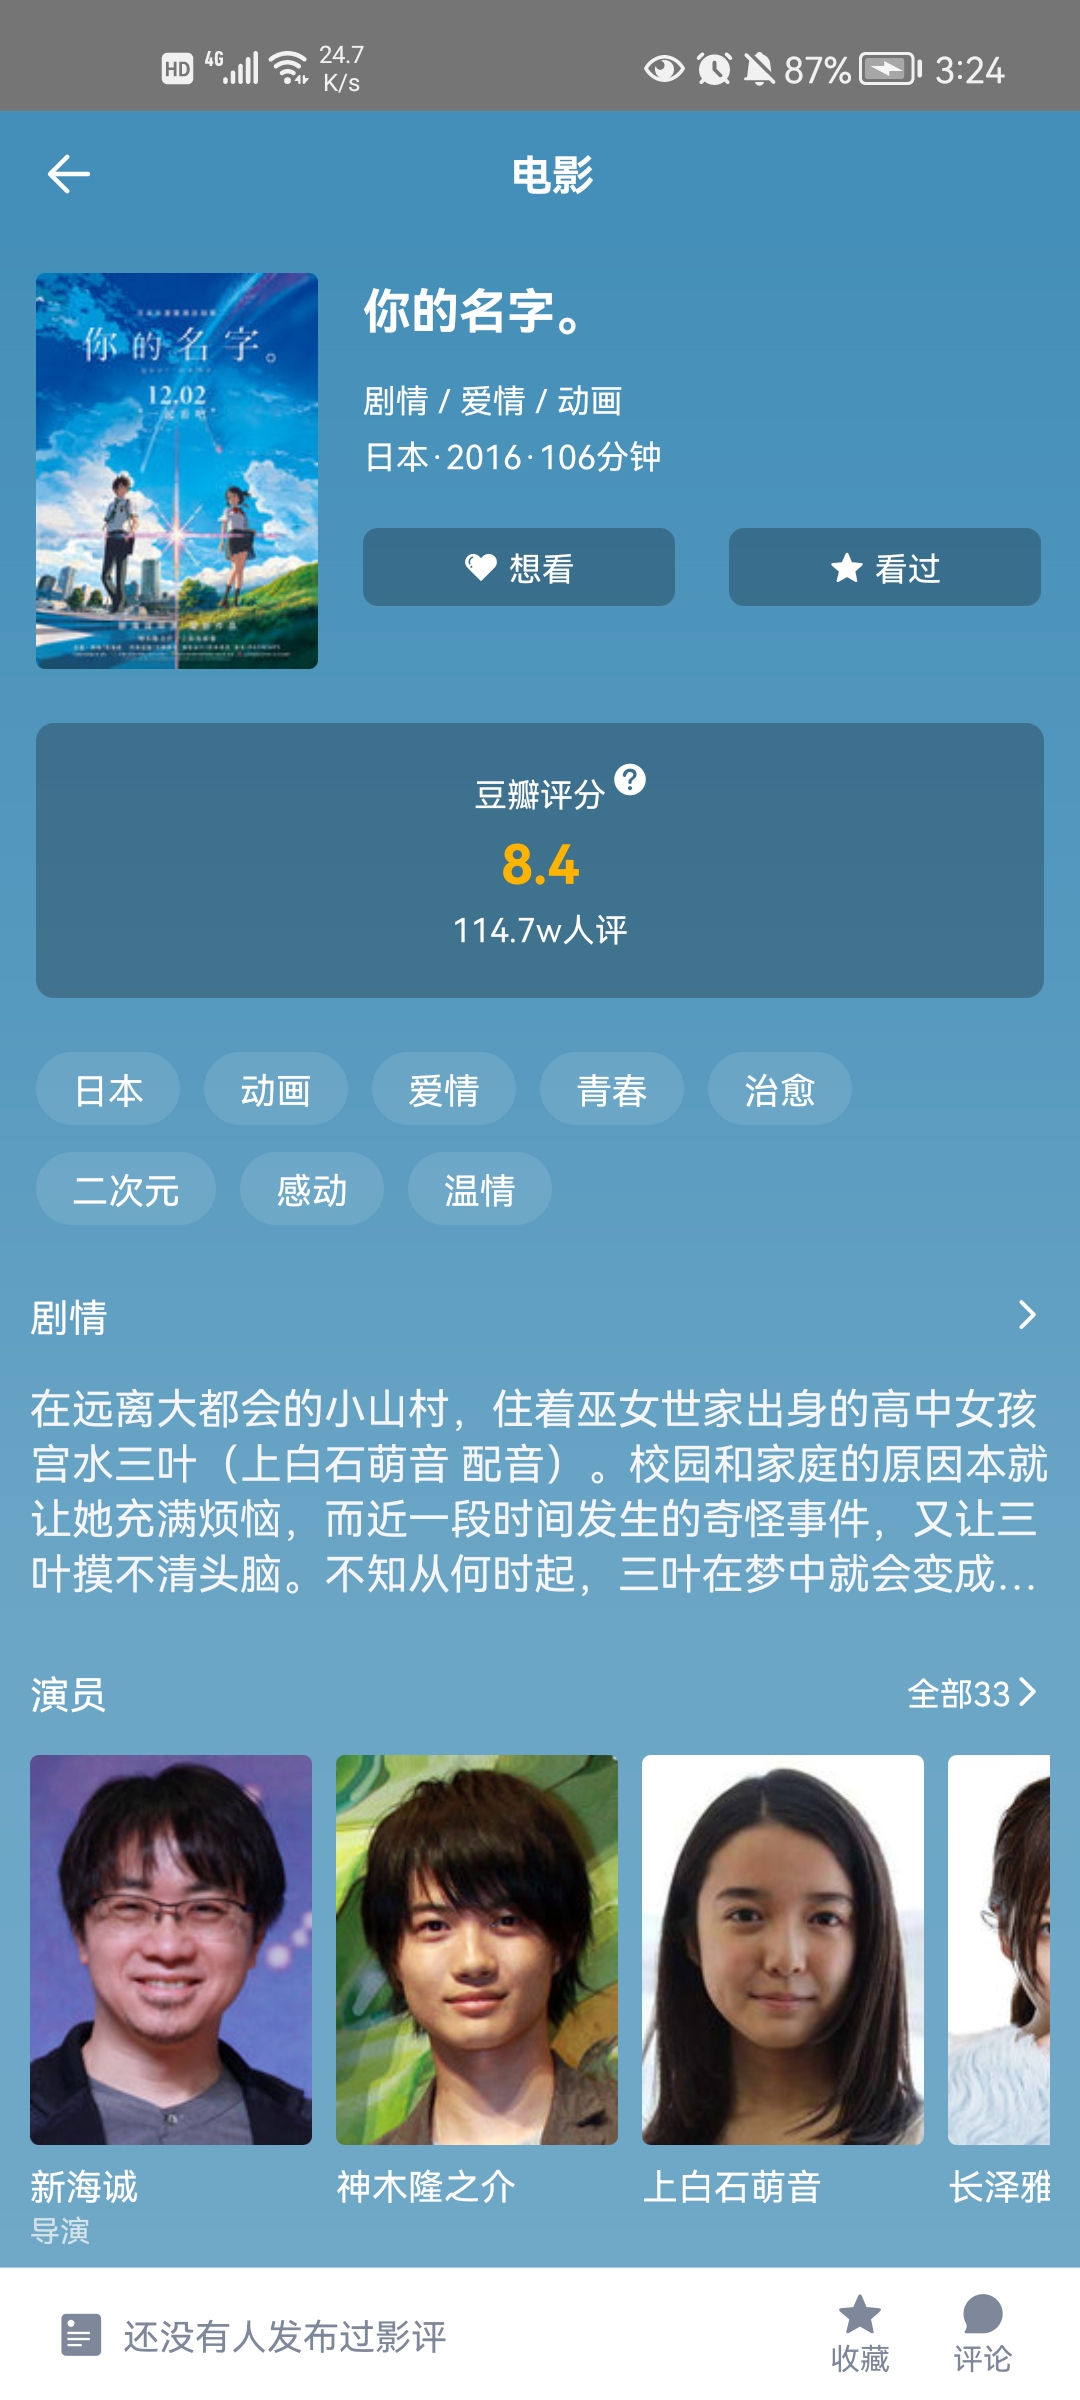 HD 4G 24.7 K/s 87% 3:24
电影
你的名字。
12.02
你的名字。
剧情 / 爱情 / 动画
日本·2016·106分钟
想看
看过
豆瓣评分
8.4
114.7w人评
日本 动画 爱情 青春 治愈
二次元 感动 温情
剧情
在远离大都会的小山村，住着巫女世家出身的高中女孩
宫水三叶（上白石萌音 配音）。校园和家庭的原因本就
让她充满烦恼，而近一段时间发生的奇怪事件，又让三
叶摸不清头脑。不知从何时起，三叶在梦中就会变成...
演员
全部33
新海诚
导演
神木隆之介
上白石萌音
长泽雅
还没有人发布过影评
收藏
评论